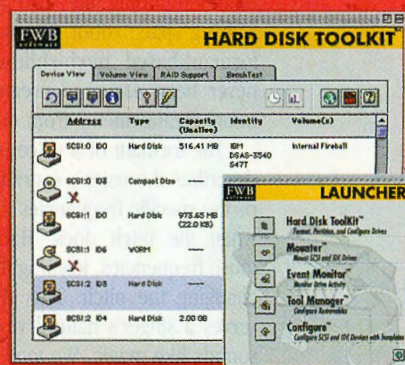 FWB
software
HARD DISK TOOLKIT™
Device View Volume View RAID Support BenchTest
Address Type Capacity (Unalloc) Identity Volume(s)
SCSI:0 ID0 Hard Disk 516.41 MB IBM DSAS-3540 S47T Internal Fireball
SCSI:0 ID3 Compact Disc
SCSI:1 ID0 Hard Disk 973.65 MB (22.0 KB)
SCSI:1 ID6 WORM ----
SCSI:2 ID3 Hard Disk ----
SCSI:2 ID4 Hard Disk 2.00 GB
FWB
LAUNCHER
Hard Disk ToolKit™
Format, Partition, and Configure Drives
Mounter™
Mount SCSI and IDE Drives
Event Monitor™
Monitor Drive Activity
Tool Manager™
Configure Removables
Configure™
Configure SCSI and IDE Devices with Templates